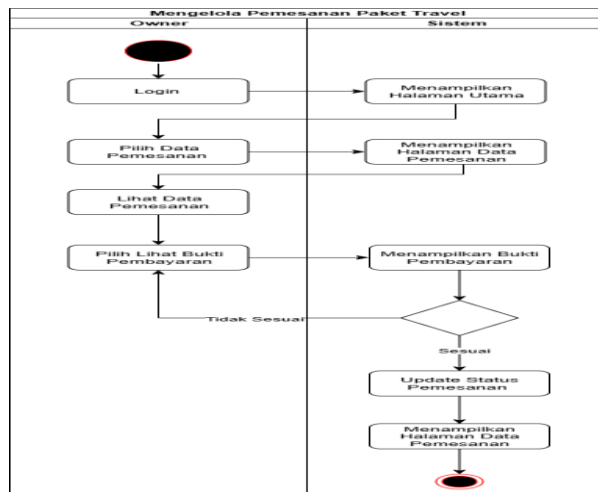 Mengelola Pemesanan Paket Travel
Owner
Sistem
Login
Menampilkan
Halaman Utama
Pilih Data
Pemesanan
Menampilkan
Halaman Data
Pemesanan
Lihat Data
Pemesanan
Pilih Lihat Bukti
Pembayaran
Menampilkan Bukti
Pembayaran
Tidak Sesuai
Sesuai
Update Status
Pemesanan
Menampilkan
Halaman Data
Pemesanan